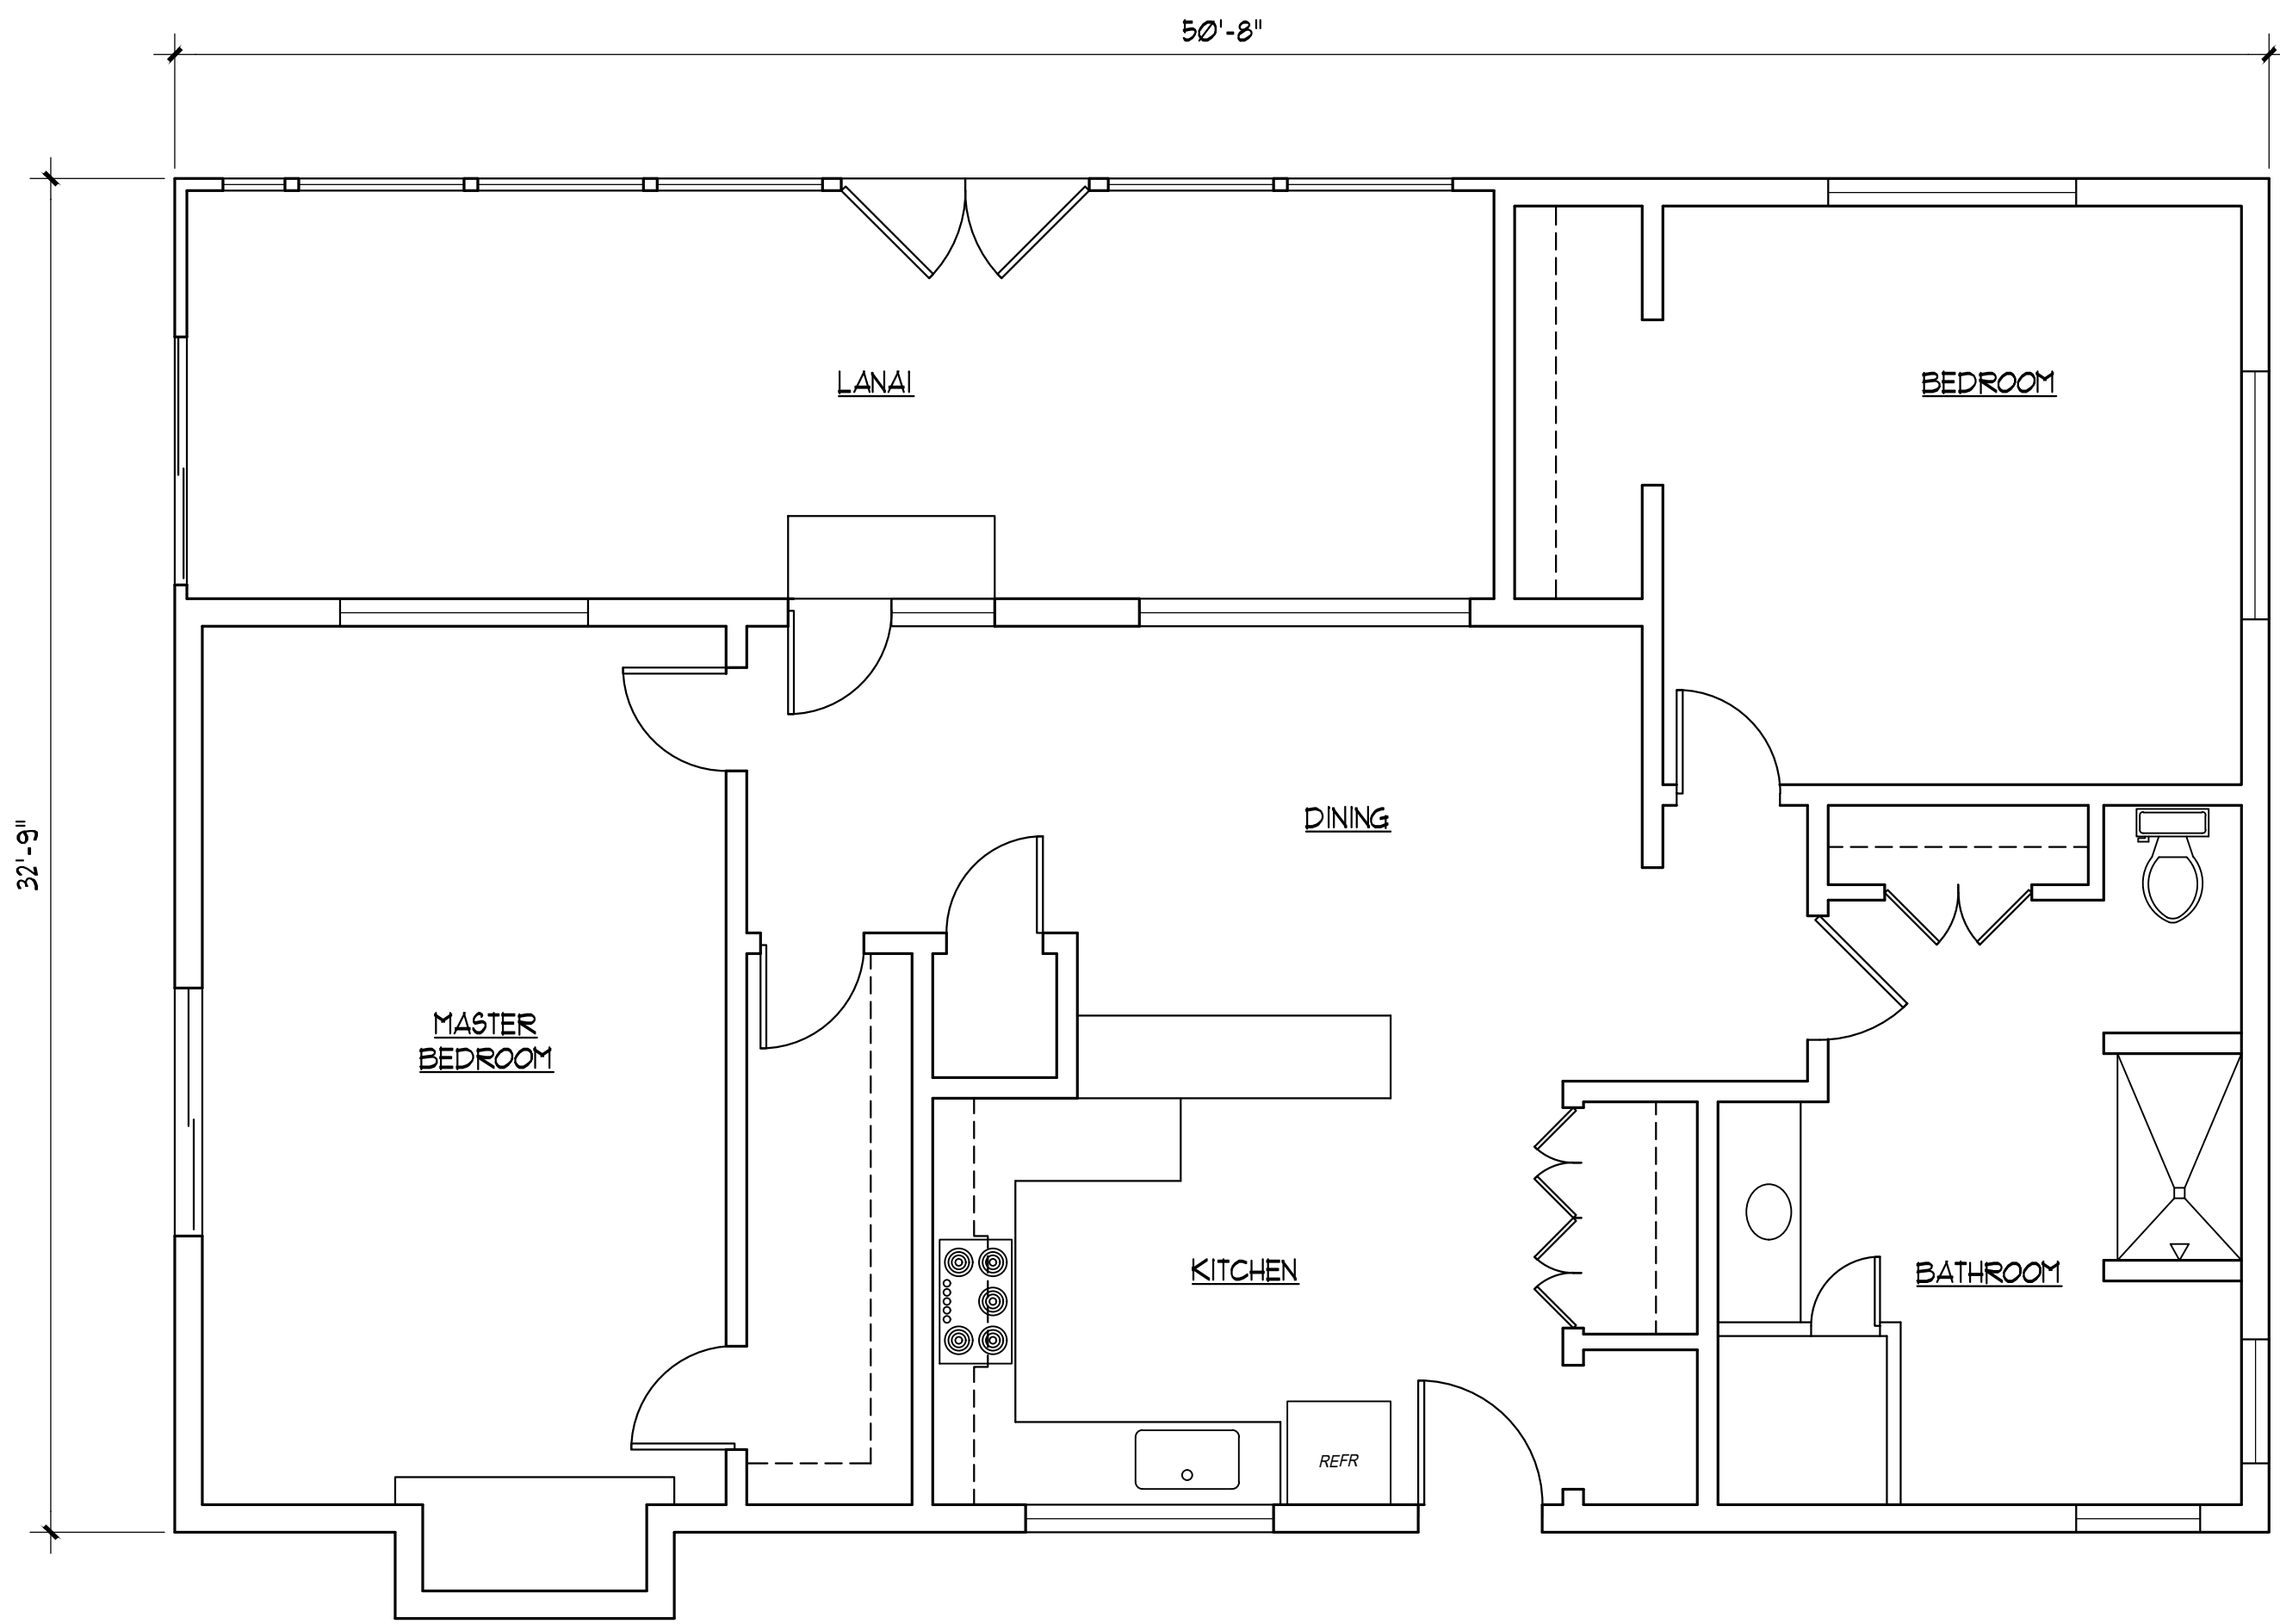 50'-8"
LANAI
BEDROOM
32'-9"
DINING
MASTER
BEDROOM
KITCHEN
BATHROOM
REFR